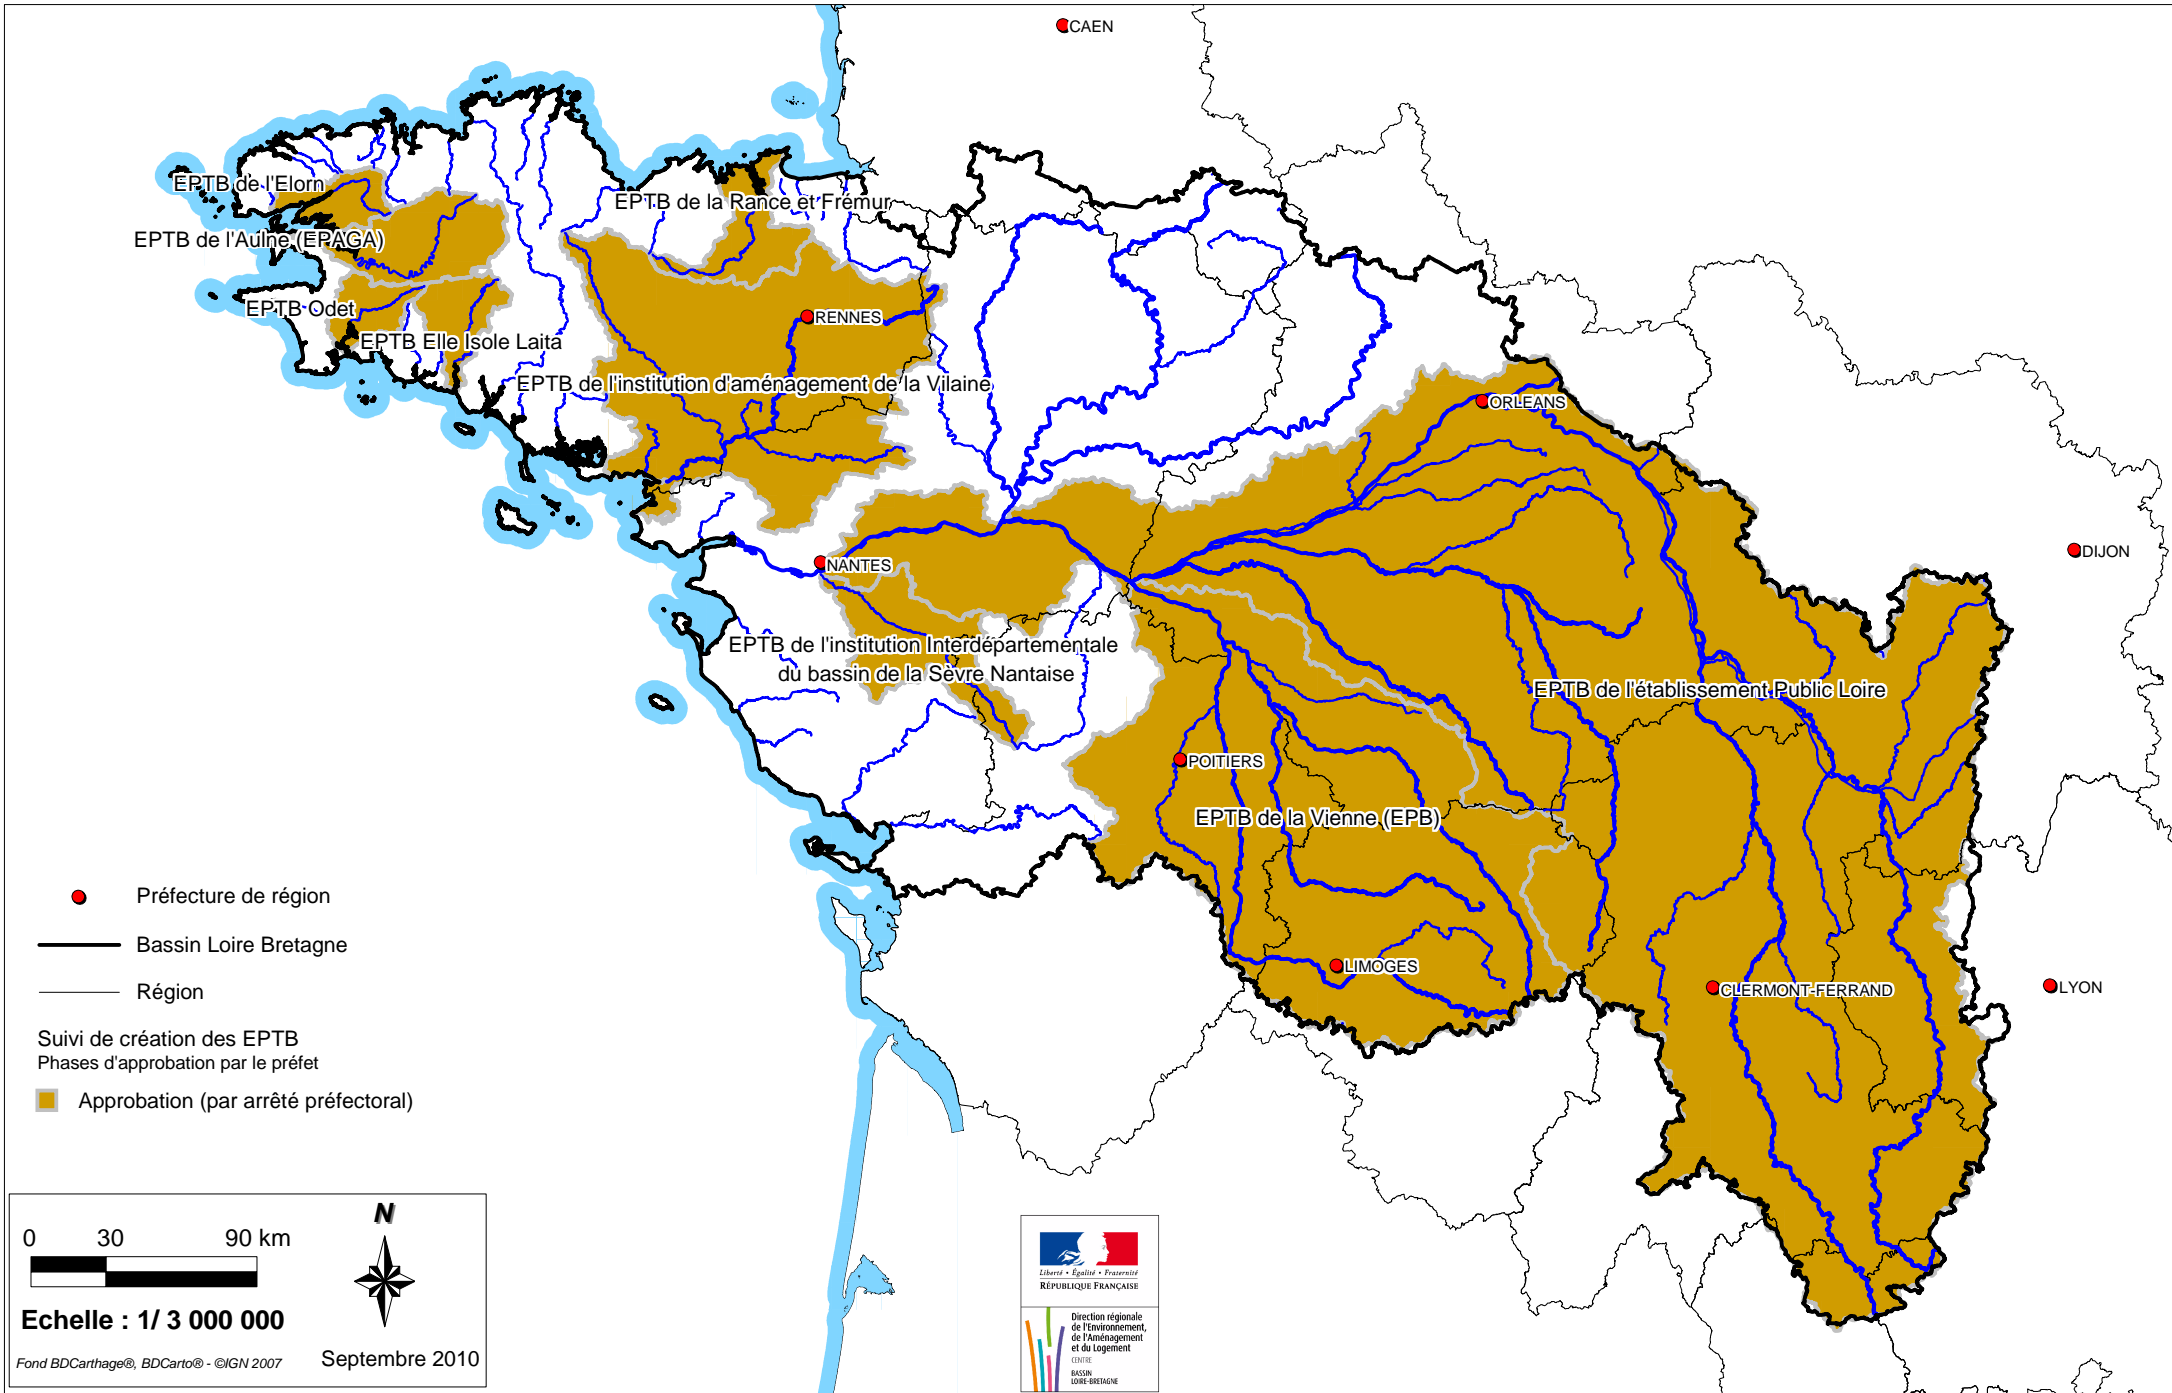 CAEN
EPTB de l'Elorn
EPTB de la Rance et Frémur
EPTB de l'Aulne (EPAGA)
EPTB Odet
RENNES
EPTB Elle Isole Laita
EPTB de l'institution d'aménagement de la Vilaine
ORLEANS
DIJON
NANTES
EPTB de l'institution Interdépartementale
du bassin de la Sèvre Nantaise
EPTB de l'établissement Public Loire
POITIERS
EPTB de la Vienne (EPB)
LIMOGES
CLERMONT-FERRAND
LYON
Préfecture de région
Bassin Loire Bretagne
Région
Suivi de création des EPTB
Phases d'approbation par le préfet
Approbation (par arrêté préfectoral)
0 30 90 km
N
Echelle : 1/ 3 000 000
Fond BDCarthage®, BDCarto® - ©IGN 2007
Septembre 2010
Liberté • Égalité • Fraternité
RÉPUBLIQUE FRANÇAISE
Direction régionale
de l'Environnement,
de l'Aménagement
et du Logement
CENTRE
BASSIN
LOIRE-BRETAGNE